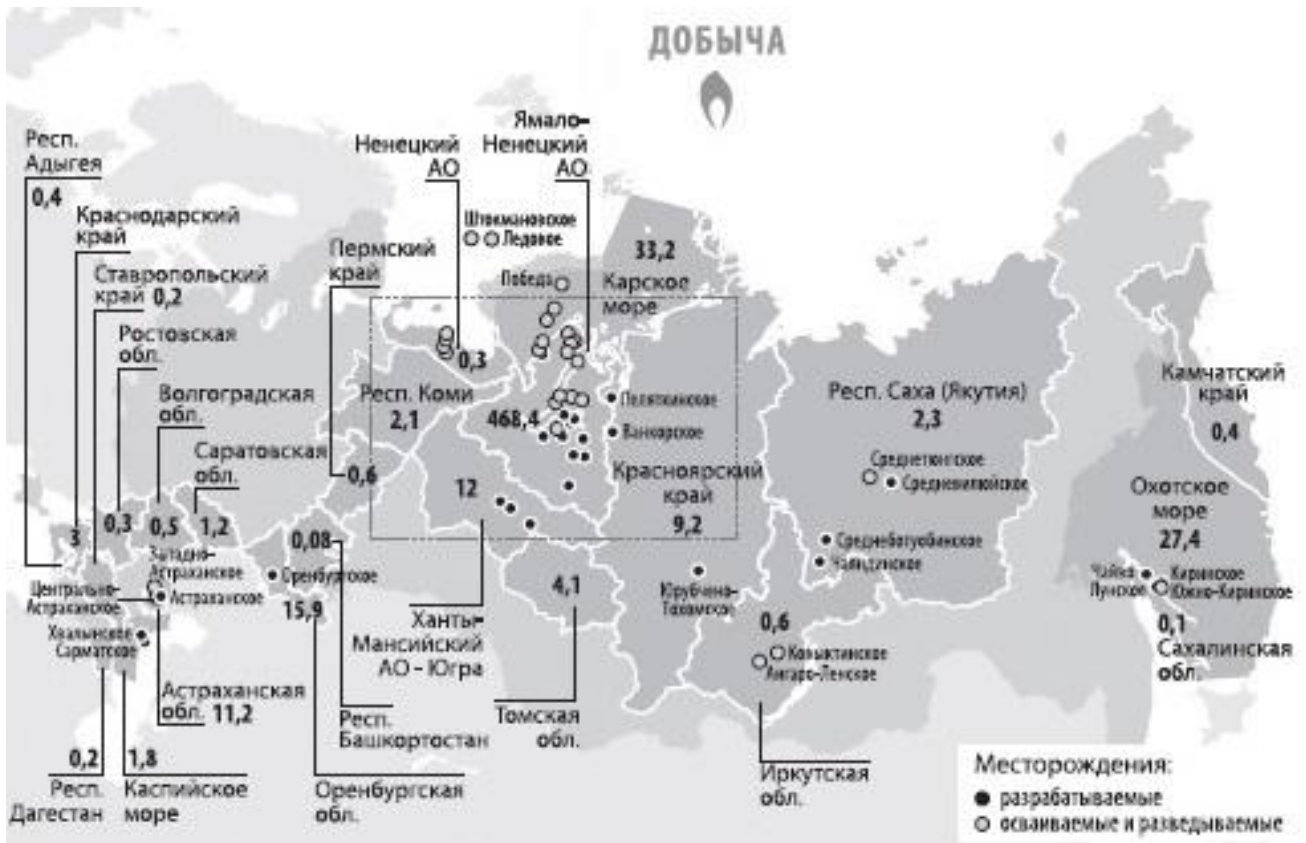 ДОБЫЧА
Респ.
Адыгея
0,4
Краснодарский
край
3
Ставропольский
край 0,2
Ростовская
обл.
0,3
Волгоградская
обл.
0,5
Саратовская
обл.
1,2
Пермский
край
0,6
Ненецкий
АО
0,3
Ямало-
Ненецкий
АО
468,4
Штокмановское
Ледовое
Победа
33,2
Карское
море
Респ. Коми
2,1
Пеляткинское
Ванкорское
Красноярский
край
9,2
12
Ханты-
Мансийский
АО – Югра
4,1
Томская
обл.
Юрубчено-
Тохомское
Респ. Саха (Якутия)
2,3
Среднетюнгское
Средневилюйское
Среднеботуобинское
Чаяндинское
0,6
Ковыктинское
Ангаро-Ленское
Иркутская
обл.
Камчатский
край
0,4
Охотское
море
27,4
Чайво
Лунское
Киринское
Южно-Киринское
0,1
Сахалинская
обл.
0,08
Респ.
Башкортостан
Оренбургское
15,9
Оренбургская
обл.
Западно-
Астраханское
Центрально-
Астраханское
Астраханское
Хвалынское
Сарматское
Астраханская
обл. 11,2
0,2
Респ.
Дагестан
1,8
Каспийское
море
Месторождения:
разрабатываемые
осваиваемые и разведываемые